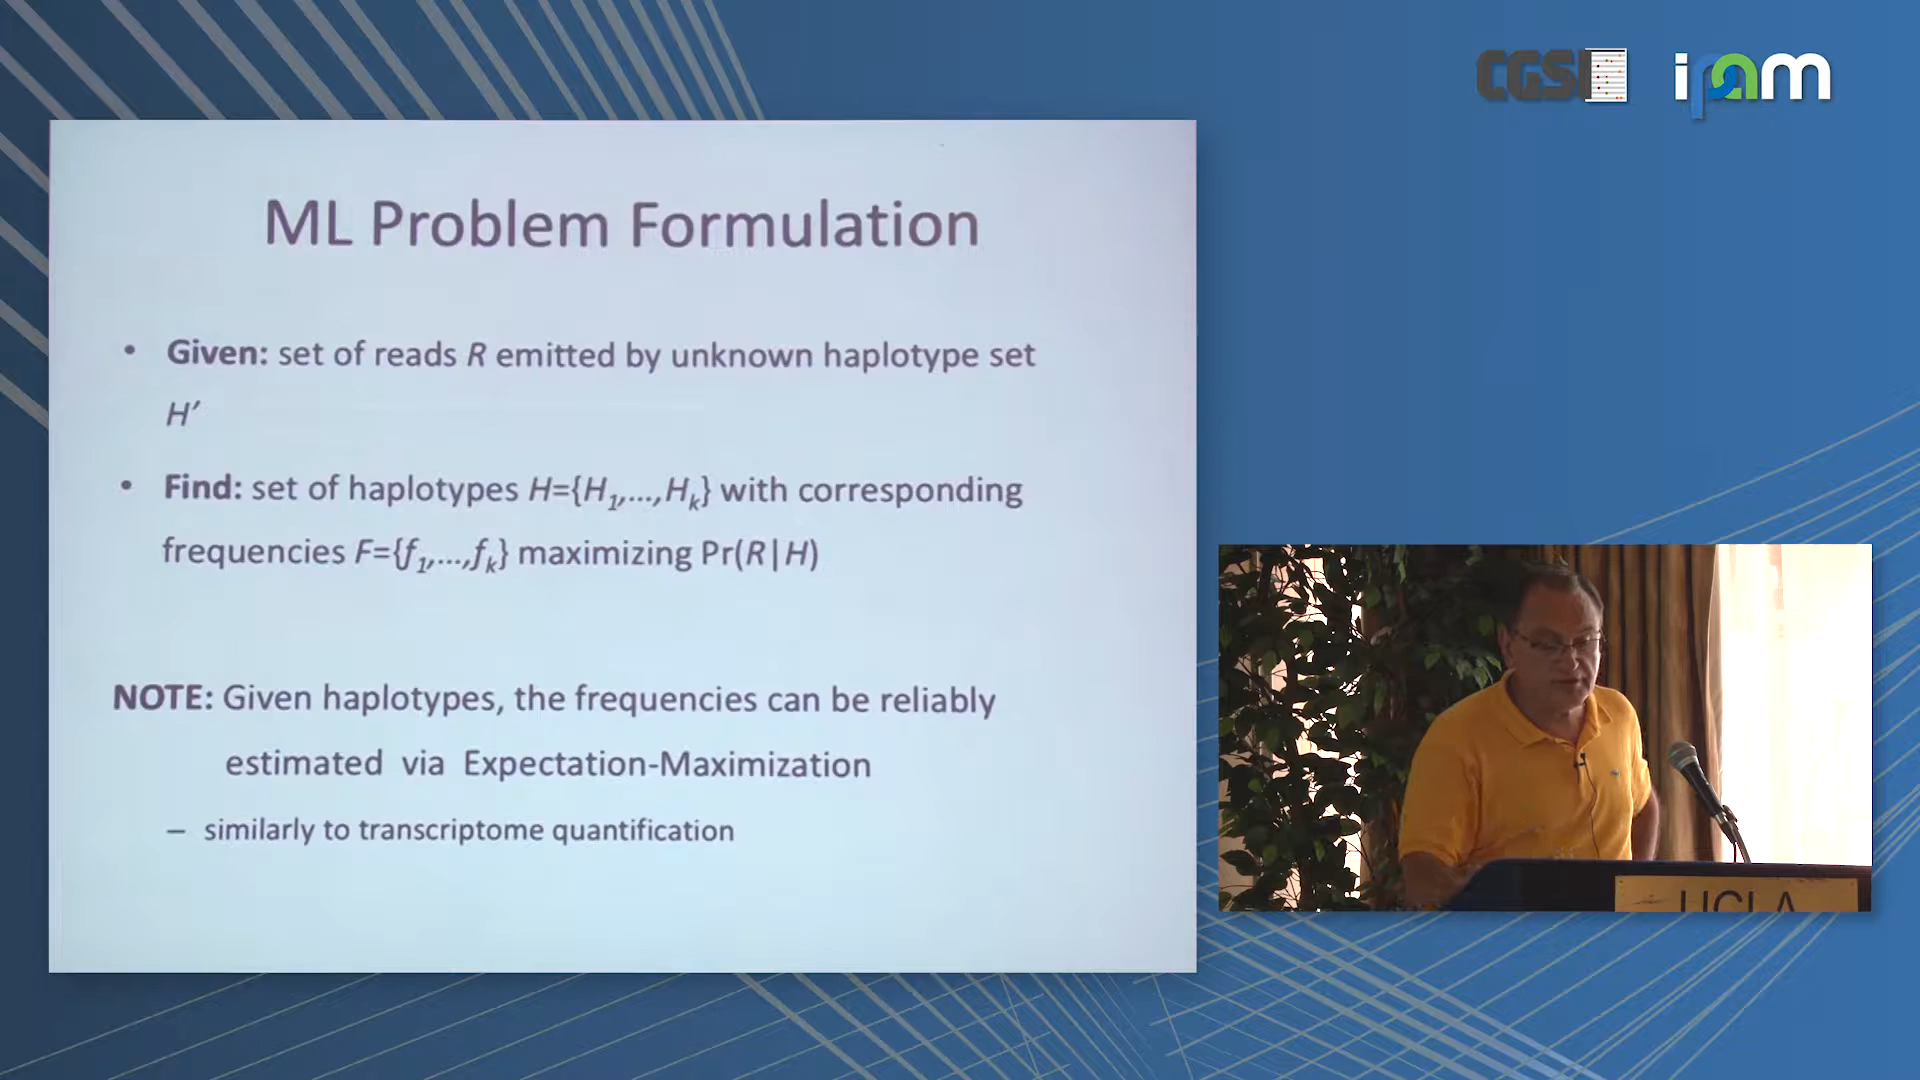 CGSI
ipam
ML Problem Formulation
• Given: set of reads R emitted by unknown haplotype set
H′
• Find: set of haplotypes H={H₁,...,Hₖ} with corresponding
frequencies F={f₁,...,fₖ} maximizing Pr(R|H)
NOTE: Given haplotypes, the frequencies can be reliably
estimated via Expectation-Maximization
– similarly to transcriptome quantification
UCLA